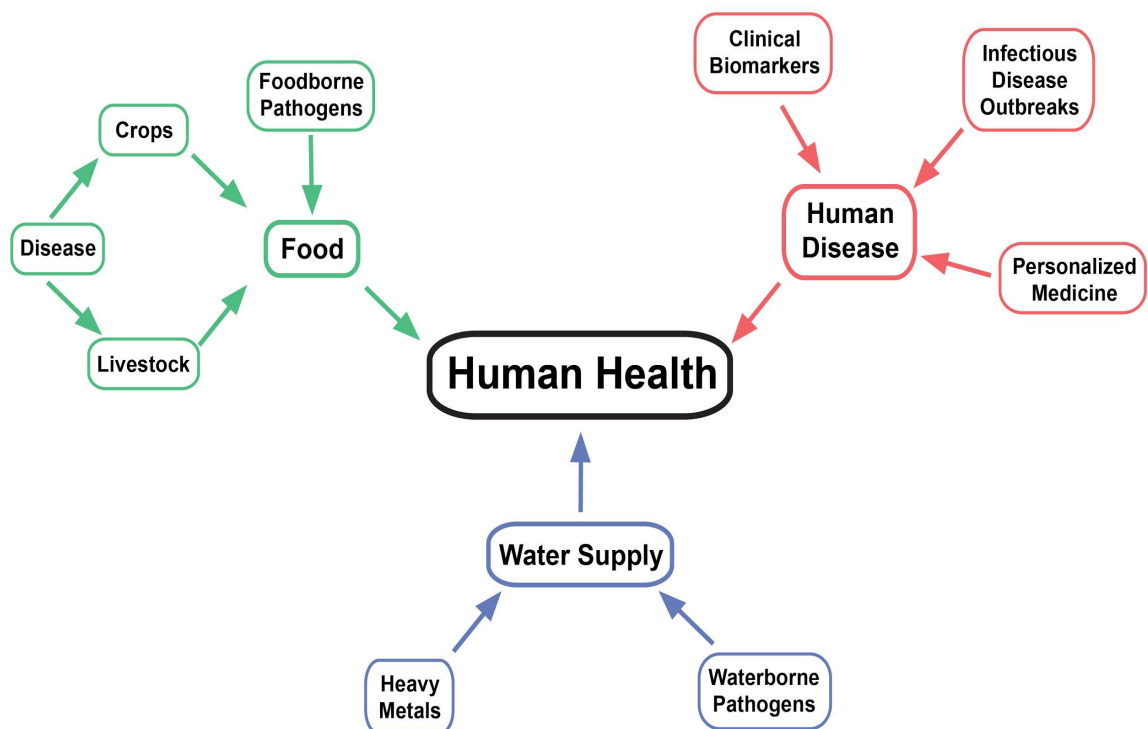 Clinical
Biomarkers
Infectious
Disease
Outbreaks
Foodborne
Pathogens
Crops
Disease
Food
Livestock
Human
Disease
Personalized
Medicine
Human Health
Water Supply
Heavy
Metals
Waterborne
Pathogens